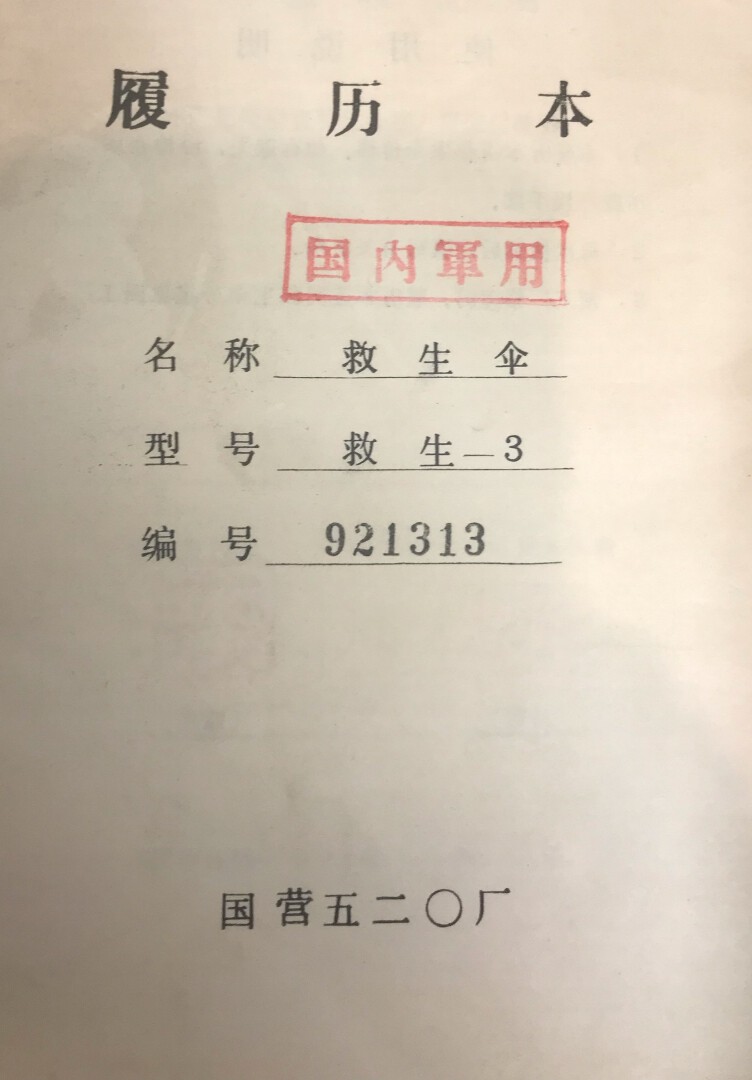 履历本
国内軍用
名称 救生伞
型号 救生—3
编号 921313
国营五二〇厂